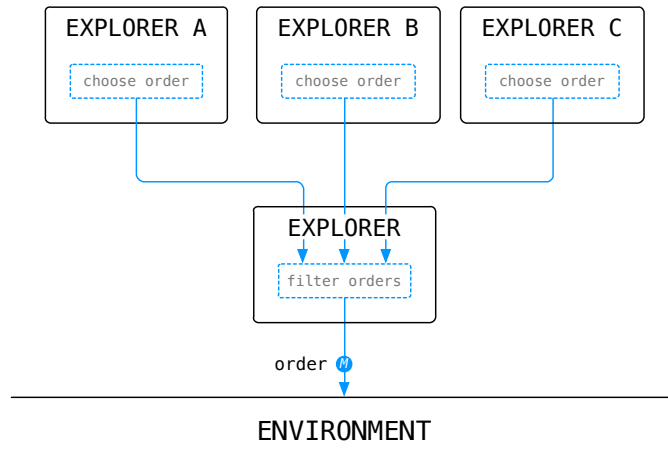 EXPLORER A
EXPLORER B
EXPLORER C
choose order
choose order
choose order
EXPLORER
filter orders
order M
ENVIRONMENT